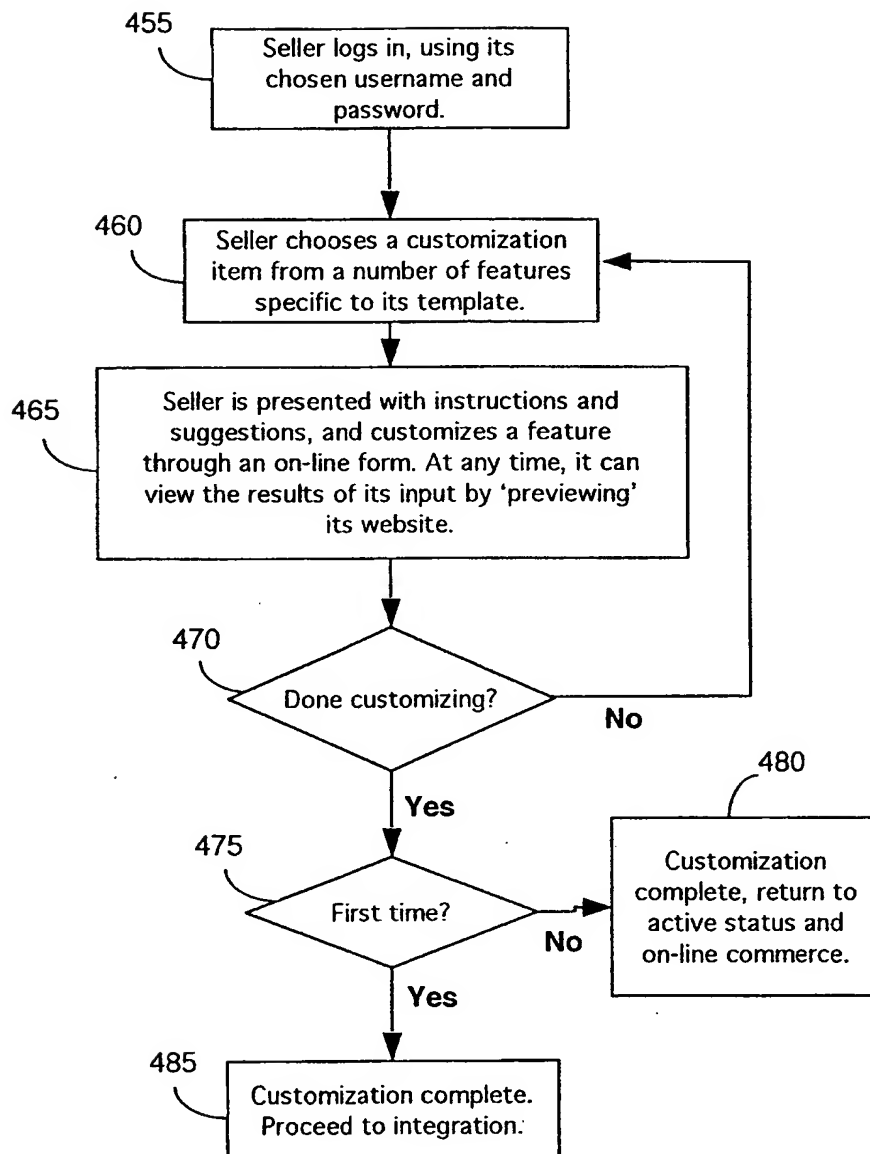 455
Seller logs in, using its
chosen username and
password.
460
Seller chooses a customization
item from a number of features
specific to its template.
465
Seller is presented with instructions and
suggestions, and customizes a feature
through an on-line form. At any time, it can
view the results of its input by ‘previewing’
its website.
470
Done customizing?
No
Yes
480
475
First time?
No
Customization
complete, return to
active status and
on-line commerce.
Yes
485
Customization complete.
Proceed to integration.